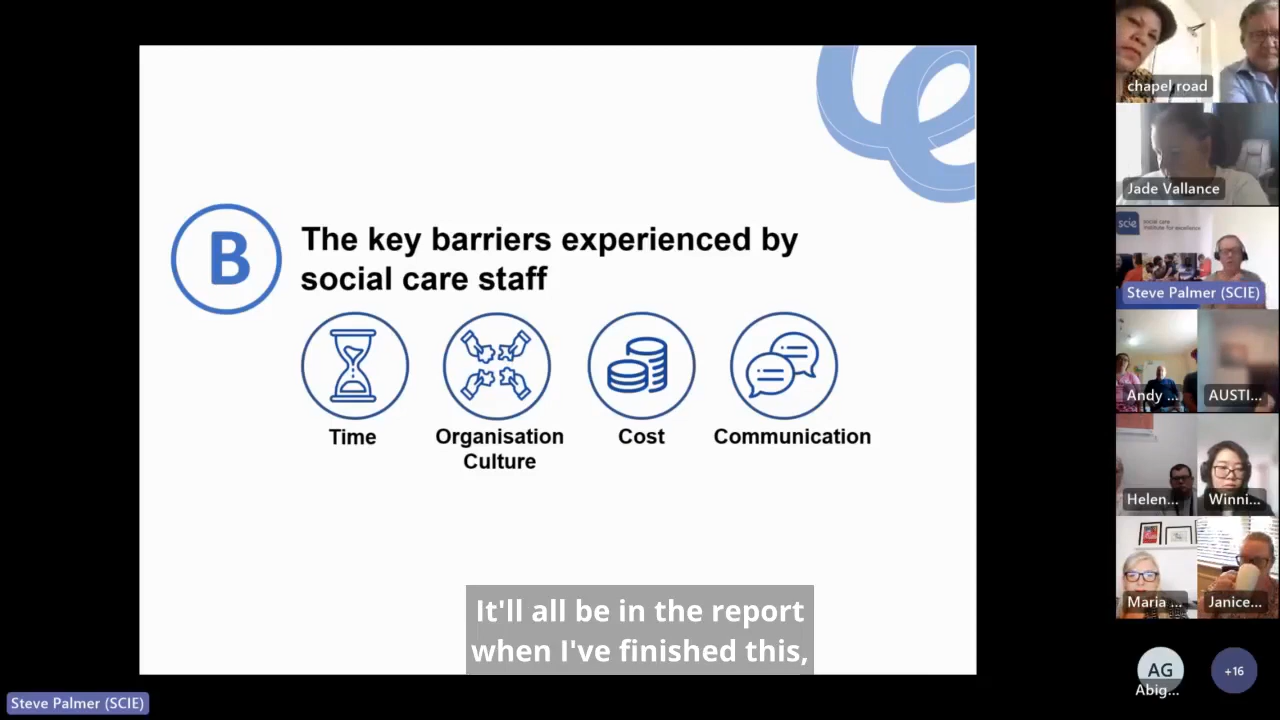 B
The key barriers experienced by
social care staff
Time
Organisation
Culture
Cost
Communication
It'll all be in the report
when I've finished this,
Steve Palmer (SCIE)
chapel road
Jade Vallance
scie
social care
institute for excellence
Steve Palmer (SCIE)
Andy ...
AUSTI...
Helen...
Winni...
Maria ...
Janice...
AG
Abig...
+16